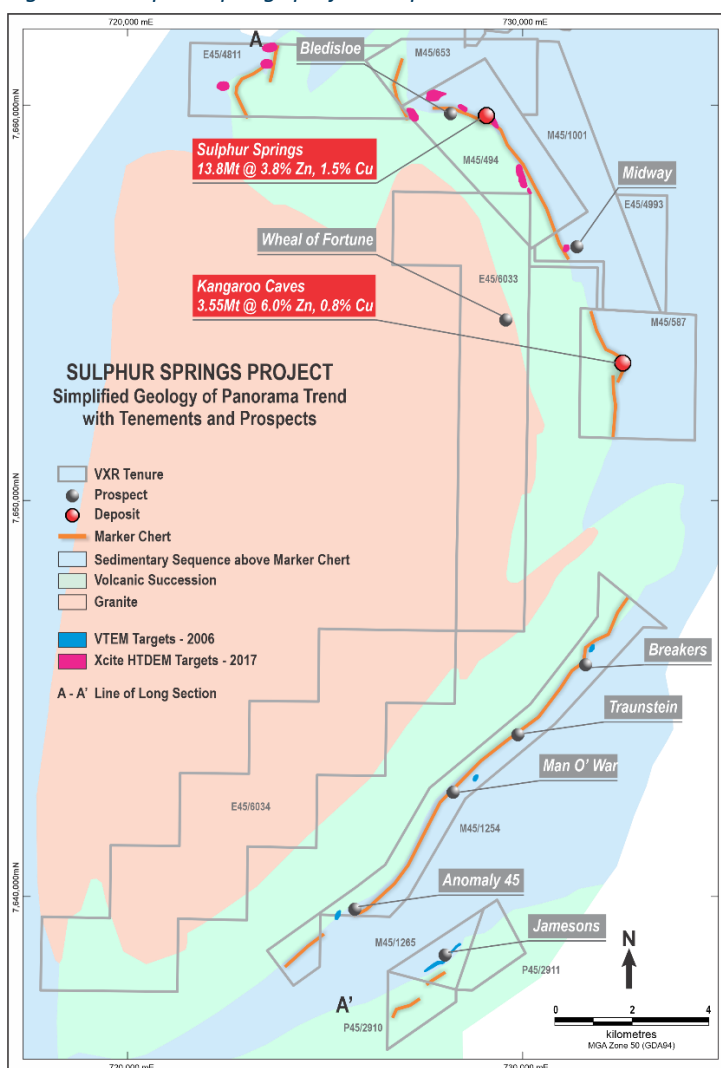 720,000 mE
730,000 mE
A
E45/4811
Bledisloe
M45/653
7,660,000mN
M45/1001
Sulphur Springs
13.8Mt @ 3.8% Zn, 1.5% Cu
M45/494
Midway
E45/4993
Wheal of Fortune
E45/6033
Kangaroo Caves
3.55Mt @ 6.0% Zn, 0.8% Cu
M45/587
SULPHUR SPRINGS PROJECT
Simplified Geology of Panorama Trend
with Tenements and Prospects
VXR Tenure
Prospect
Deposit
Marker Chert
Sedimentary Sequence above Marker Chert
Volcanic Succession
Granite
VTEM Targets - 2006
Xcite HTDEM Targets - 2017
A - A' Line of Long Section
7,650,000mN
Breakers
Traunstein
Man O' War
E45/6034
M45/1254
Anomaly 45
7,640,000mN
Jamesons
M45/1265
P45/2911
N
A'
P45/2910
0 2 4
kilometres
MGA Zone 50 (GDA94)
720,000 mE
730,000 mE